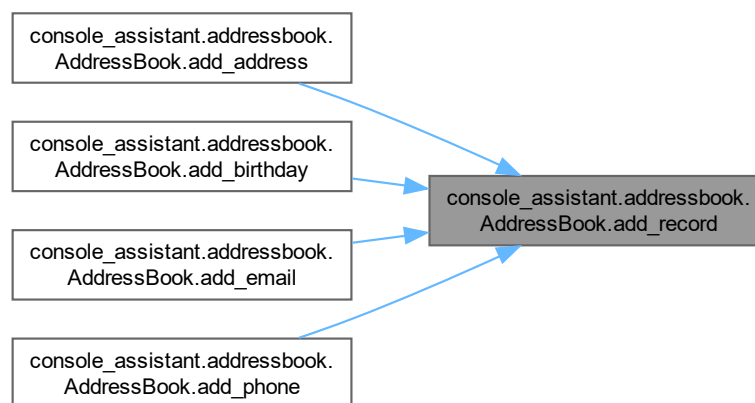 console_assistant.addressbook.
AddressBook.add_address
console_assistant.addressbook.
AddressBook.add_birthday
console_assistant.addressbook.
AddressBook.add_record
console_assistant.addressbook.
AddressBook.add_email
console_assistant.addressbook.
AddressBook.add_phone